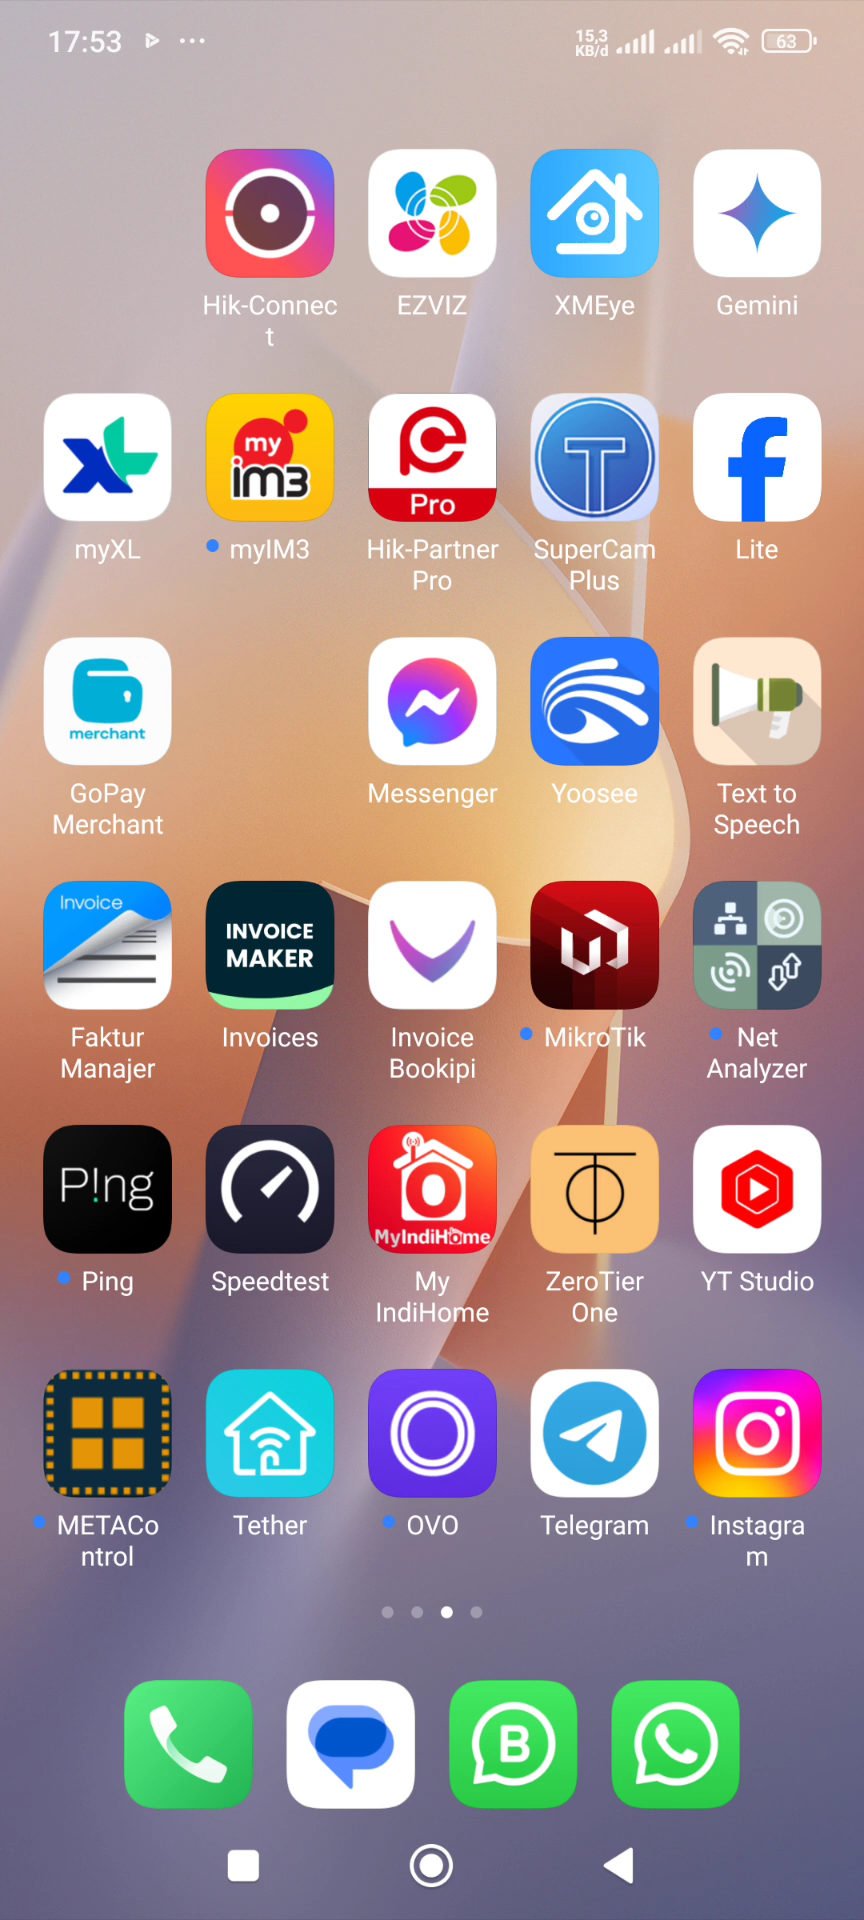 17:53
15,3
KB/d
63
Hik-Connec
t
EZVIZ
XMEye
Gemini
my
im3
Pro
myXL
myIM3
Hik-Partner
Pro
SuperCam
Plus
Lite
merchant
GoPay
Merchant
Messenger
Yoosee
Text to
Speech
Invoice
INVOICE
MAKER
Faktur
Manajer
Invoices
Invoice
Bookipi
MikroTik
Net
Analyzer
P!ng
MyIndiHome
Ping
Speedtest
My
IndiHome
ZeroTier
One
YT Studio
METACo
ntrol
Tether
OVO
Telegram
Instagra
m
B